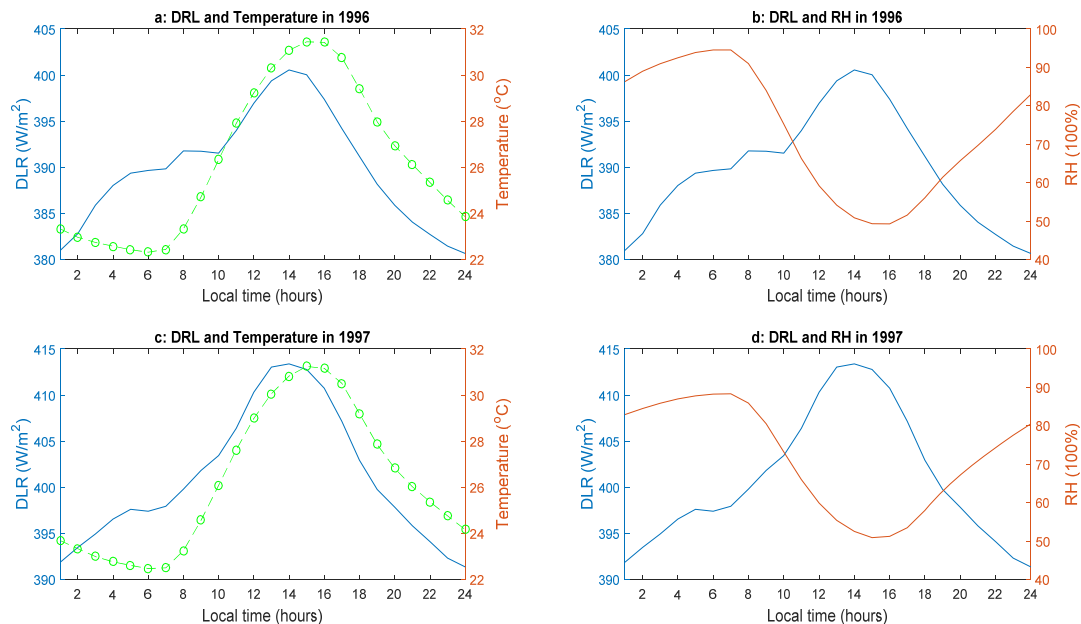 a: DRL and Temperature in 1996
405
400
395
390
385
380
DLR (W/m2)
32
30
28
26
24
22
Temperature (oC)
2 4 6 8 10 12 14 16 18 20 22 24
Local time (hours)
b: DRL and RH in 1996
405
400
395
390
385
380
DLR (W/m2)
100
90
80
70
60
50
40
RH (100%)
2 4 6 8 10 12 14 16 18 20 22 24
Local time (hours)
c: DRL and Temperature in 1997
415
410
405
400
395
390
DLR (W/m2)
32
30
28
26
24
22
Temperature (oC)
2 4 6 8 10 12 14 16 18 20 22 24
Local time (hours)
d: DRL and RH in 1997
415
410
405
400
395
390
DLR (W/m2)
100
90
80
70
60
50
40
RH (100%)
2 4 6 8 10 12 14 16 18 20 22 24
Local time (hours)